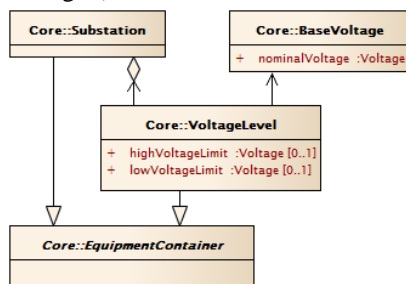 Core::Substation
Core::BaseVoltage
+ nominalVoltage :Voltage
Core::VoltageLevel
+ highVoltageLimit :Voltage [0..1]
+ lowVoltageLimit :Voltage [0..1]
Core::EquipmentContainer